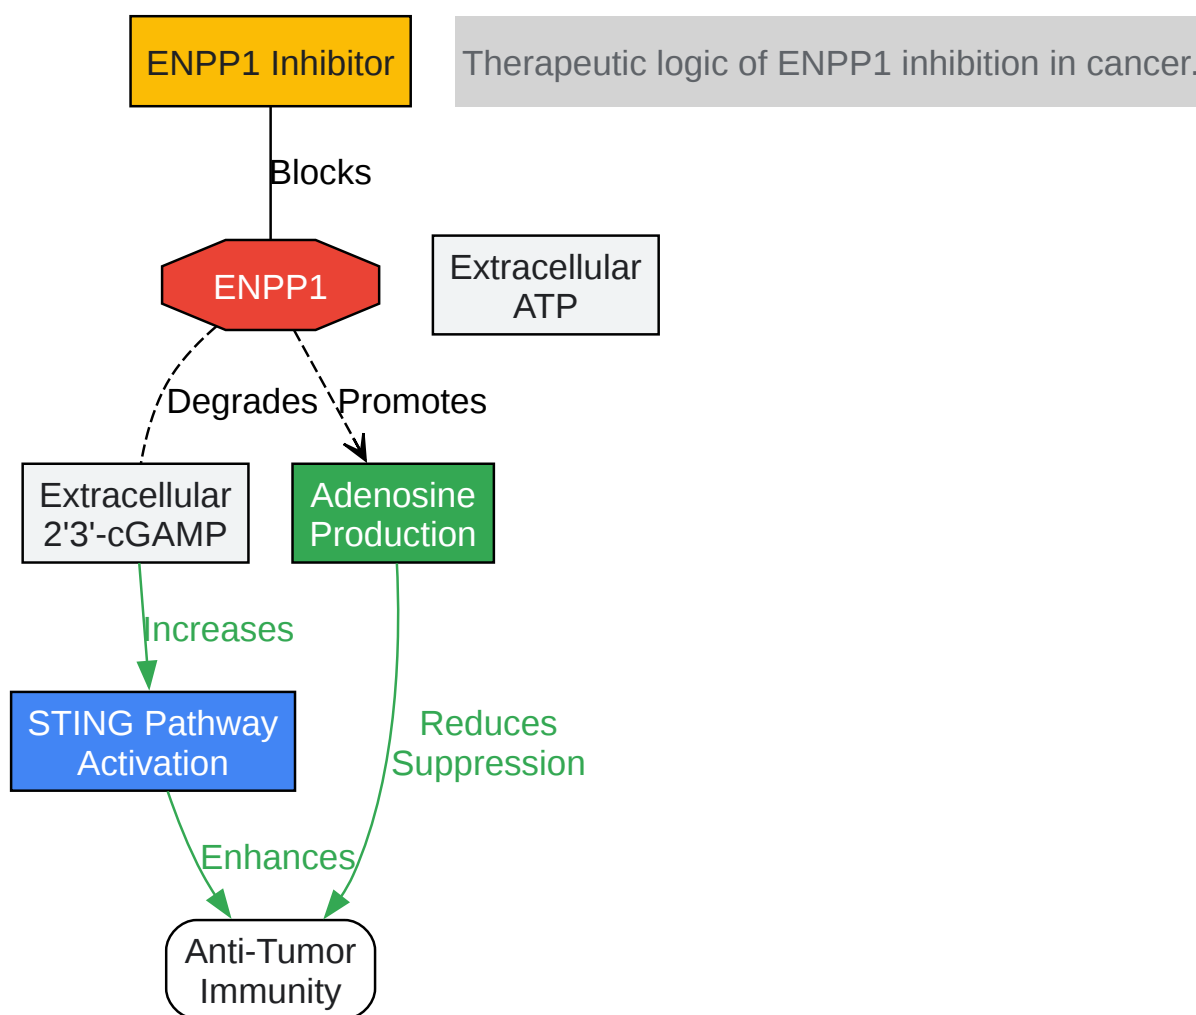 ENPP1 Inhibitor
Therapeutic logic of ENPP1 inhibition in cancer.
Blocks
ENPP1
Extracellular
ATP
Degrades
Promotes
Extracellular
2'3'-cGAMP
Adenosine
Production
Increases
STING Pathway
Activation
Reduces
Suppression
Enhances
Anti-Tumor
Immunity